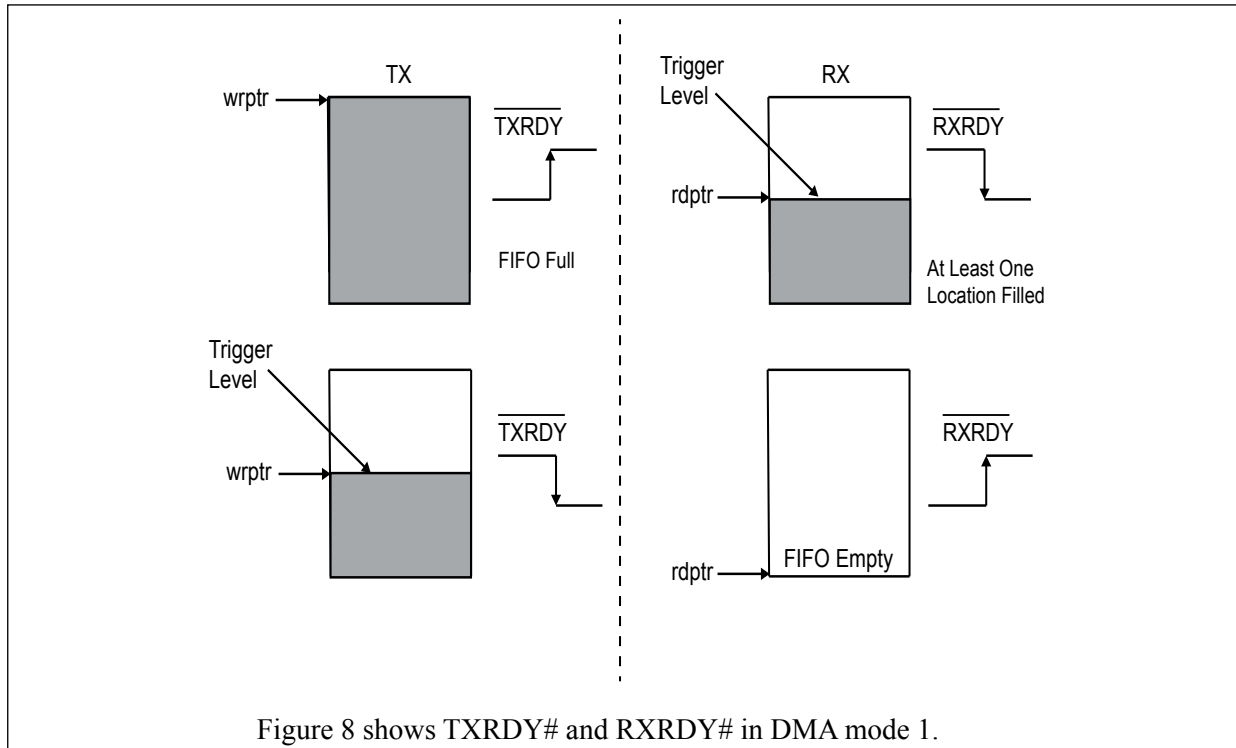 TX
wrptr
TXRDY
FIFO Full
Trigger
Level
wrptr
TXRDY
Trigger
Level
RX
RXRDY
rdptr
At Least One
Location Filled
RXRDY
rdptr
FIFO Empty
Figure 8 shows TXRDY# and RXRDY# in DMA mode 1.